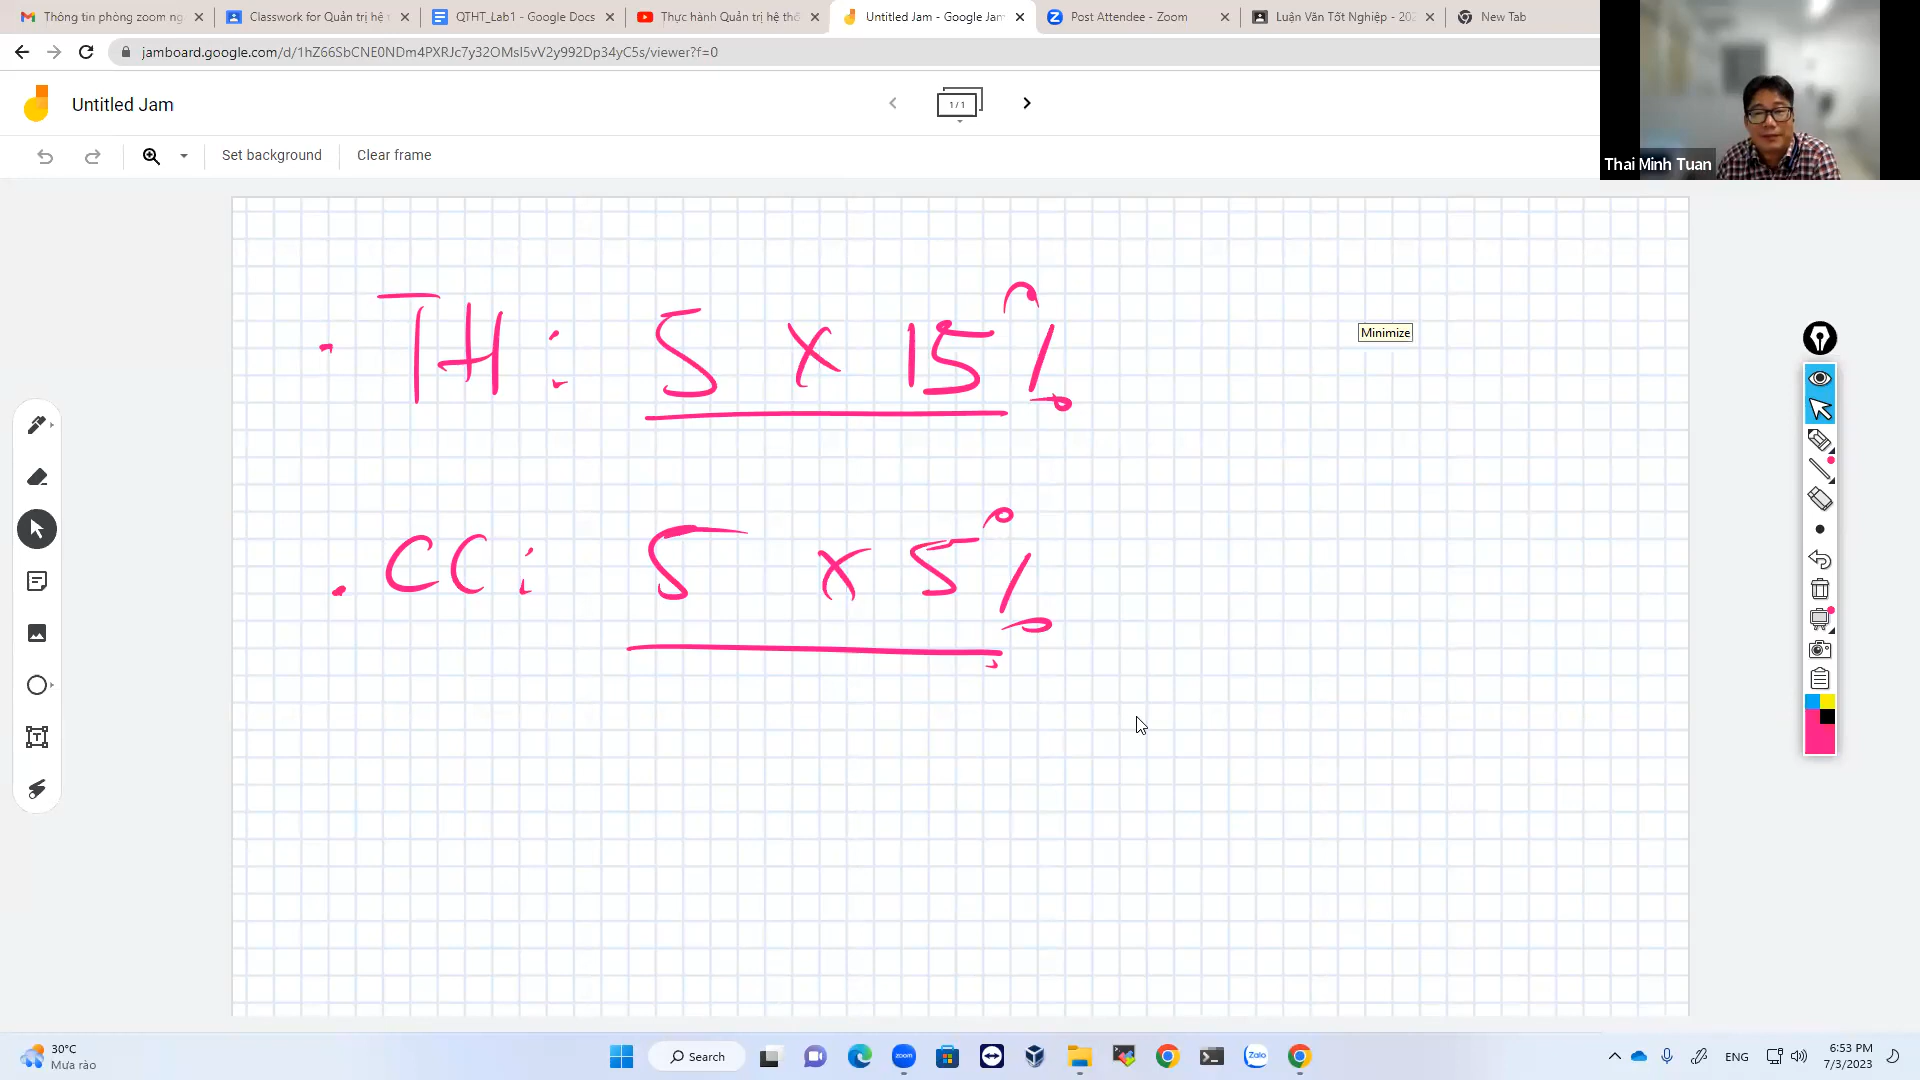 Thông tin phòng zoom ng
Classwork for Quản trị hệ t
QTHT_Lab1 - Google Docs
Thực hành Quản trị hệ thố
Untitled Jam - Google Jam
Post Attendee - Zoom
Luận Văn Tốt Nghiệp - 202
New Tab
jamboard.google.com/d/1hZ66SbCNE0NDm4PXRJc7y32OMsI5vV2y992Dp34yC5s/viewer?f=0
Untitled Jam
1 / 1
Set background
Clear frame
Thai Minh Tuan
Minimize
· TH: 5 x 15%
. CC: 5 x 5%
30°C
Mưa rào
Search
zoom
Zalo
ENG
6:53 PM
7/3/2023